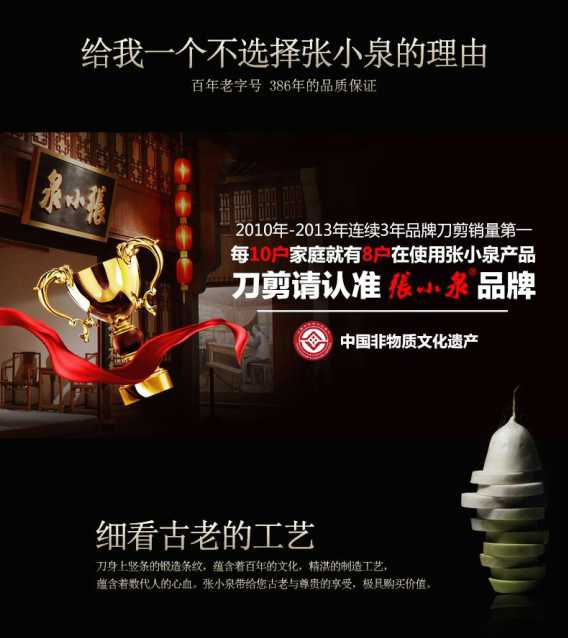 给我一个不选择张小泉的理由
百年老字号 386年的品质保证
泉小張
2010年-2013年连续3年品牌刀剪销量第一
每10户家庭就有8户在使用张小泉产品
刀剪请认准 張小泉®品牌
中国非物质文化遗产
细看古老的工艺
刀身上竖条的锻造条纹，蕴含着百年的文化，精湛的制造工艺，
蕴含着数代人的心血。张小泉带给您古老与尊贵的享受，极具购买价值。